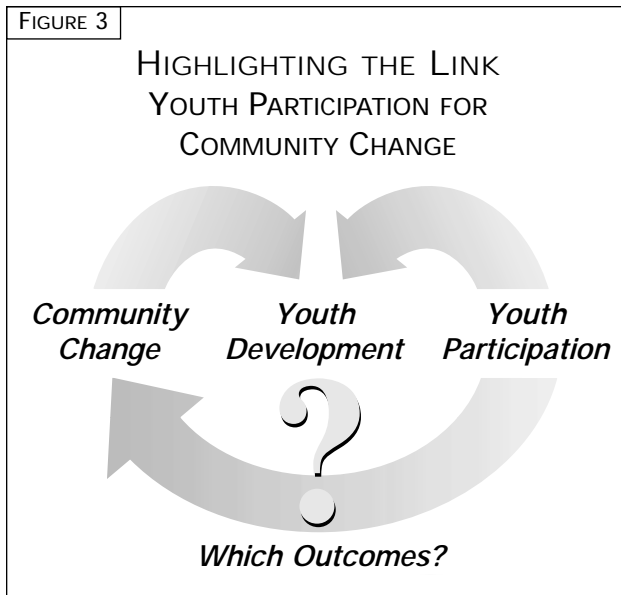 FIGURE 3
HIGHLIGHTING THE LINK
YOUTH PARTICIPATION FOR
COMMUNITY CHANGE
Community Change
Youth Development
Youth Participation
?
Which Outcomes?